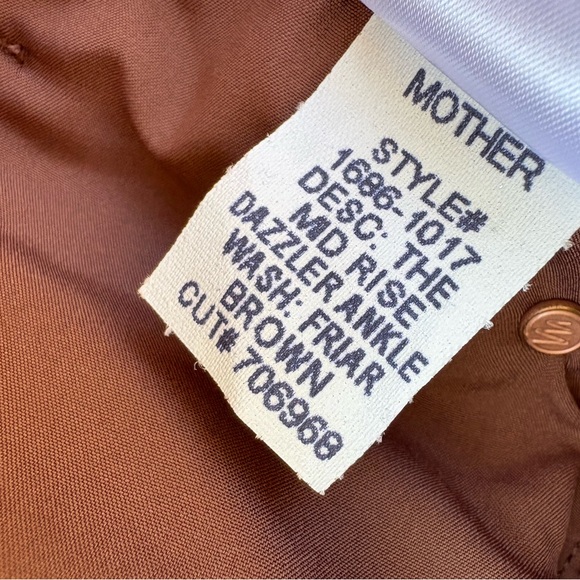 MOTHER
STYLE#
1686-1017
DESC: THE
MID RISE
DAZZLER ANKLE
WASH: FRIAR
BROWN
CUT# 706968